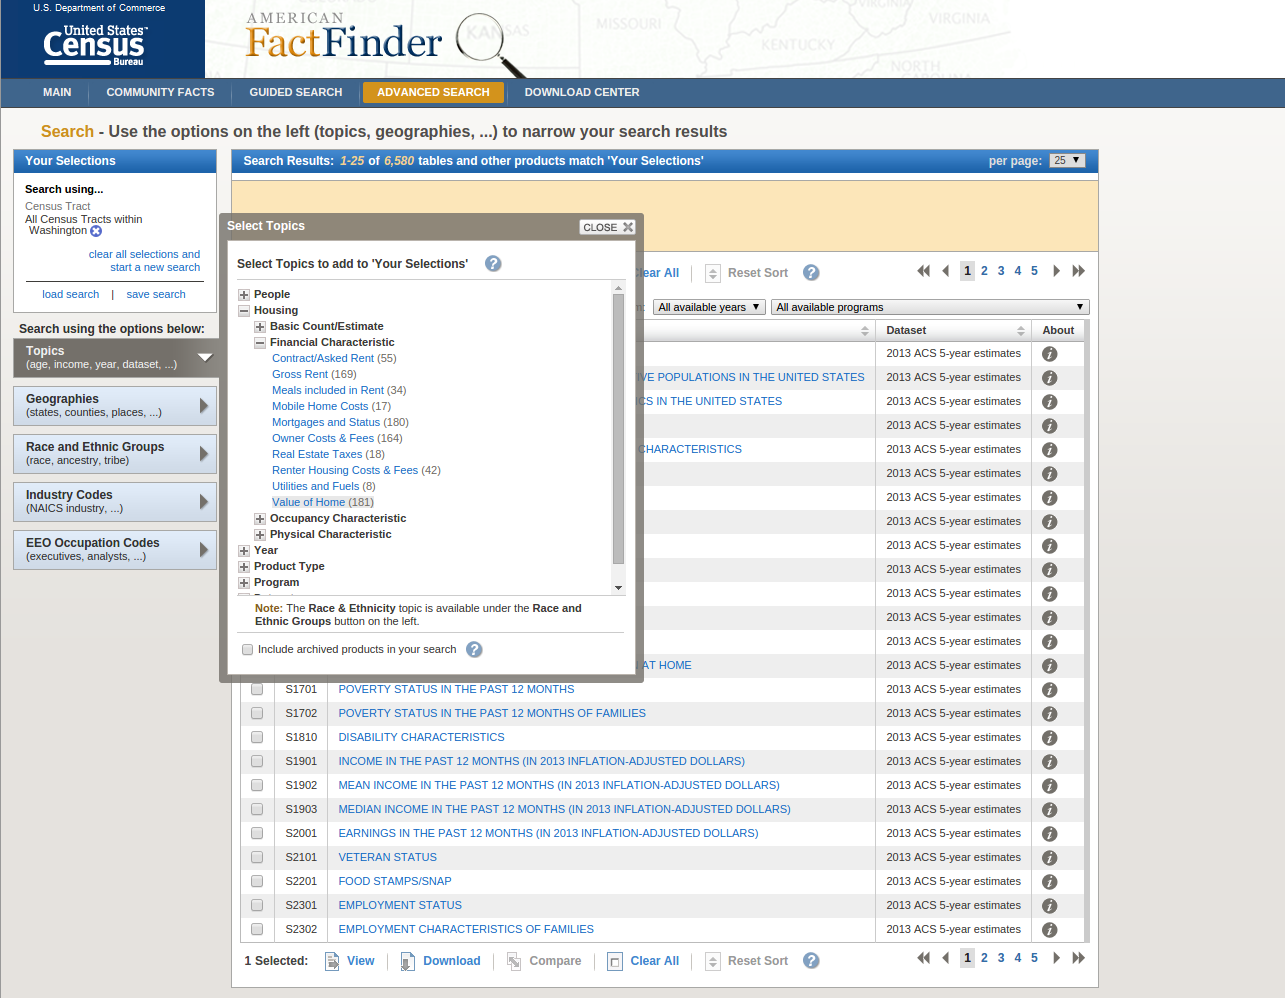 U.S. Department of Commerce
United States
Census
Bureau
AMERICAN
FactFinder
KANSAS
MISSOURI
KENTUCKY
VIRGINIA
VIRGINIA
NORTH
CAROLINA
MAIN
COMMUNITY FACTS
GUIDED SEARCH
ADVANCED SEARCH
DOWNLOAD CENTER
Search - Use the options on the left (topics, geographies, ...) to narrow your search results
Your Selections
Search using...
Census Tract
All Census Tracts within
Washington
clear all selections and
start a new search
load search | save search
Search using the options below:
Topics
(age, income, year, dataset, ...)
Geographies
(states, counties, places, ...)
Race and Ethnic Groups
(race, ancestry, tribe)
Industry Codes
(NAICS industry, ...)
EEO Occupation Codes
(executives, analysts, ...)
Search Results: 1-25 of 6,580 tables and other products match 'Your Selections'
per page: 25
Select Topics
CLOSE
Select Topics to add to 'Your Selections'
People
Housing
Basic Count/Estimate
Financial Characteristic
Contract/Asked Rent (55)
Gross Rent (169)
Meals included in Rent (34)
Mobile Home Costs (17)
Mortgages and Status (180)
Owner Costs & Fees (164)
Real Estate Taxes (18)
Renter Housing Costs & Fees (42)
Utilities and Fuels (8)
Value of Home (181)
Occupancy Characteristic
Physical Characteristic
Year
Product Type
Program
Note: The Race & Ethnicity topic is available under the Race and
Ethnic Groups button on the left.
Include archived products in your search
Clear All
Reset Sort
1 2 3 4 5
All available years
All available programs
Dataset
About
2013 ACS 5-year estimates
IVE POPULATIONS IN THE UNITED STATES 2013 ACS 5-year estimates
ICS IN THE UNITED STATES 2013 ACS 5-year estimates
2013 ACS 5-year estimates
CHARACTERISTICS 2013 ACS 5-year estimates
2013 ACS 5-year estimates
2013 ACS 5-year estimates
2013 ACS 5-year estimates
2013 ACS 5-year estimates
2013 ACS 5-year estimates
2013 ACS 5-year estimates
2013 ACS 5-year estimates
2013 ACS 5-year estimates
AT HOME 2013 ACS 5-year estimates
S1701 POVERTY STATUS IN THE PAST 12 MONTHS 2013 ACS 5-year estimates
S1702 POVERTY STATUS IN THE PAST 12 MONTHS OF FAMILIES 2013 ACS 5-year estimates
S1810 DISABILITY CHARACTERISTICS 2013 ACS 5-year estimates
S1901 INCOME IN THE PAST 12 MONTHS (IN 2013 INFLATION-ADJUSTED DOLLARS) 2013 ACS 5-year estimates
S1902 MEAN INCOME IN THE PAST 12 MONTHS (IN 2013 INFLATION-ADJUSTED DOLLARS) 2013 ACS 5-year estimates
S1903 MEDIAN INCOME IN THE PAST 12 MONTHS (IN 2013 INFLATION-ADJUSTED DOLLARS) 2013 ACS 5-year estimates
S2001 EARNINGS IN THE PAST 12 MONTHS (IN 2013 INFLATION-ADJUSTED DOLLARS) 2013 ACS 5-year estimates
S2101 VETERAN STATUS 2013 ACS 5-year estimates
S2201 FOOD STAMPS/SNAP 2013 ACS 5-year estimates
S2301 EMPLOYMENT STATUS 2013 ACS 5-year estimates
S2302 EMPLOYMENT CHARACTERISTICS OF FAMILIES 2013 ACS 5-year estimates
1 Selected:
View
Download
Compare
Clear All
Reset Sort
1 2 3 4 5